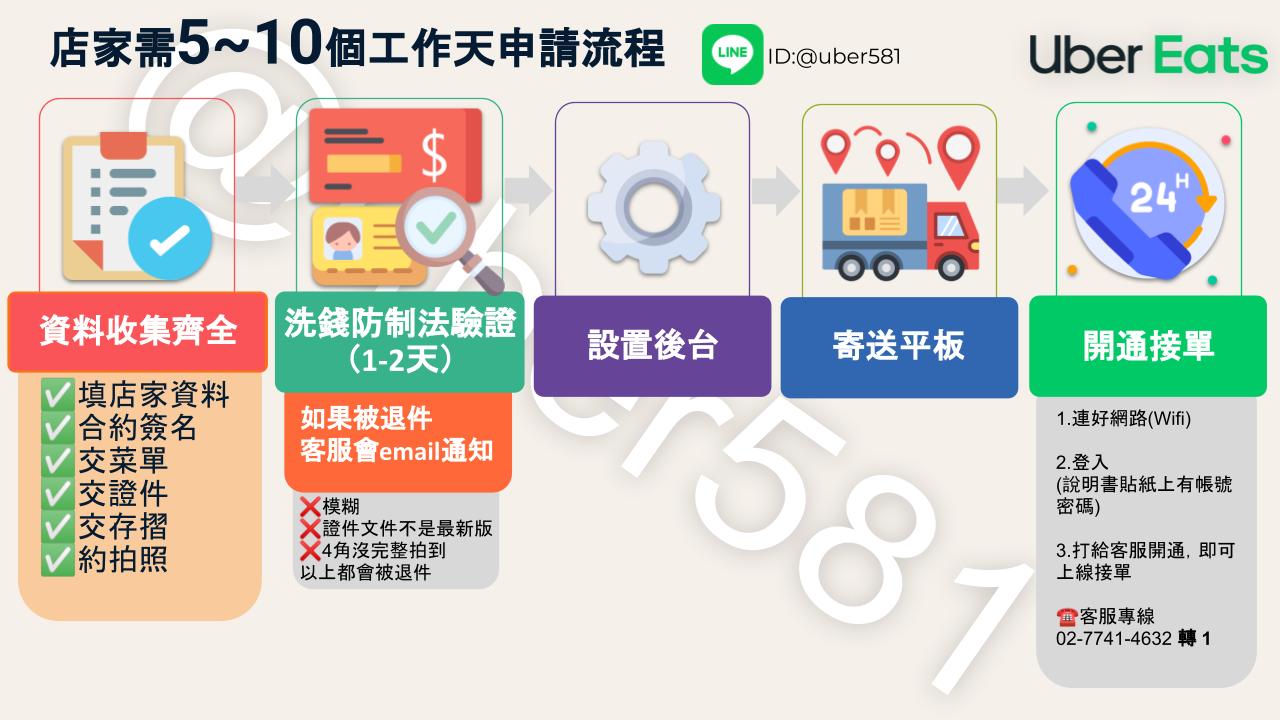 店家需5~10個工作天申請流程
LINE
ID:@uber581
Uber Eats
@uber581
$
24H
資料收集齊全
✅填店家資料
✅合約簽名
✅交菜單
✅交證件
✅交存摺
✅約拍照
洗錢防制法驗證
（1-2天）
如果被退件
客服會email通知
❌模糊
❌證件文件不是最新版
❌4角沒完整拍到
以上都會被退件
設置後台
寄送平板
開通接單
1.連好網路(Wifi)
2.登入
(說明書貼紙上有帳號
密碼)
3.打給客服開通，即可
上線接單
☎️客服專線
02-7741-4632 轉 1